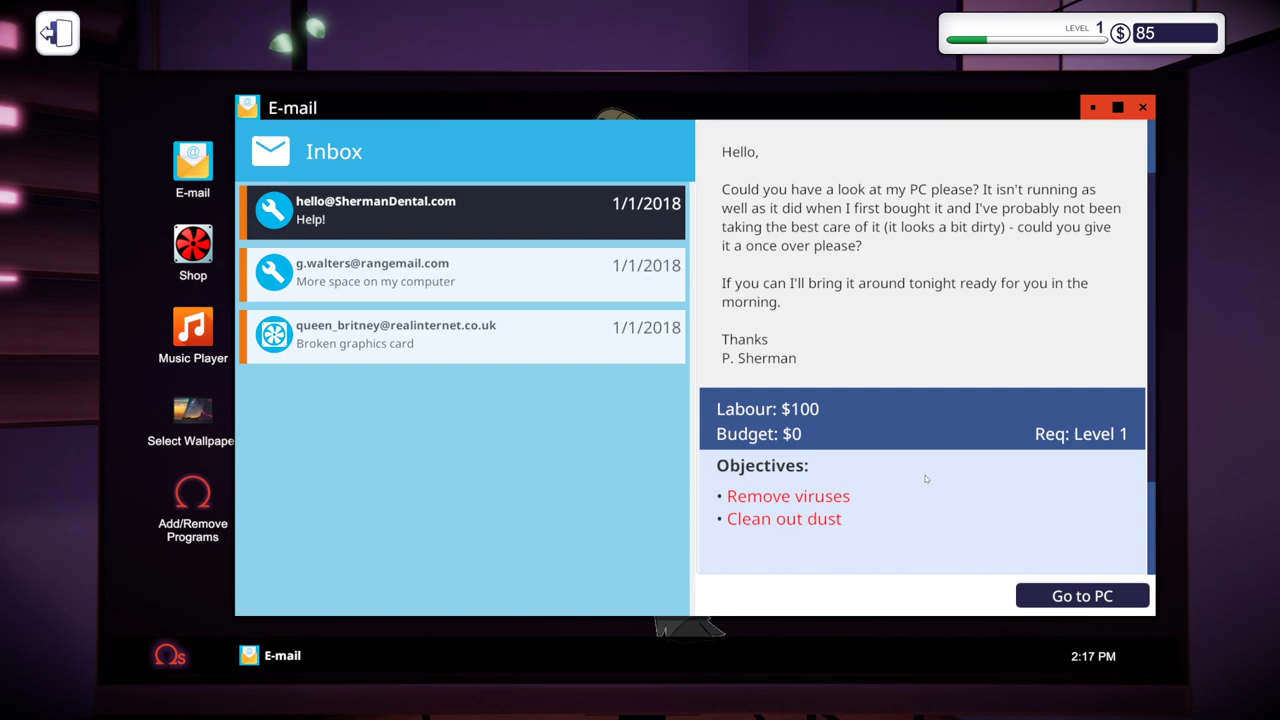 LEVEL 1 $ 85
E-mail
Inbox
hello@ShermanDental.com
Help!
1/1/2018
g.walters@rangemail.com
More space on my computer
1/1/2018
queen_britney@realinternet.co.uk
Broken graphics card
1/1/2018
Hello,
Could you have a look at my PC please? It isn't running as
well as it did when I first bought it and I've probably not been
taking the best care of it (it looks a bit dirty) - could you give
it a once over please?
If you can I'll bring it around tonight ready for you in the
morning.
Thanks
P. Sherman
Labour: $100
Budget: $0
Req: Level 1
Objectives:
• Remove viruses
• Clean out dust
Go to PC
E-mail
Shop
Music Player
Select Wallpape
Add/Remove
Programs
Ωs
E-mail
2:17 PM